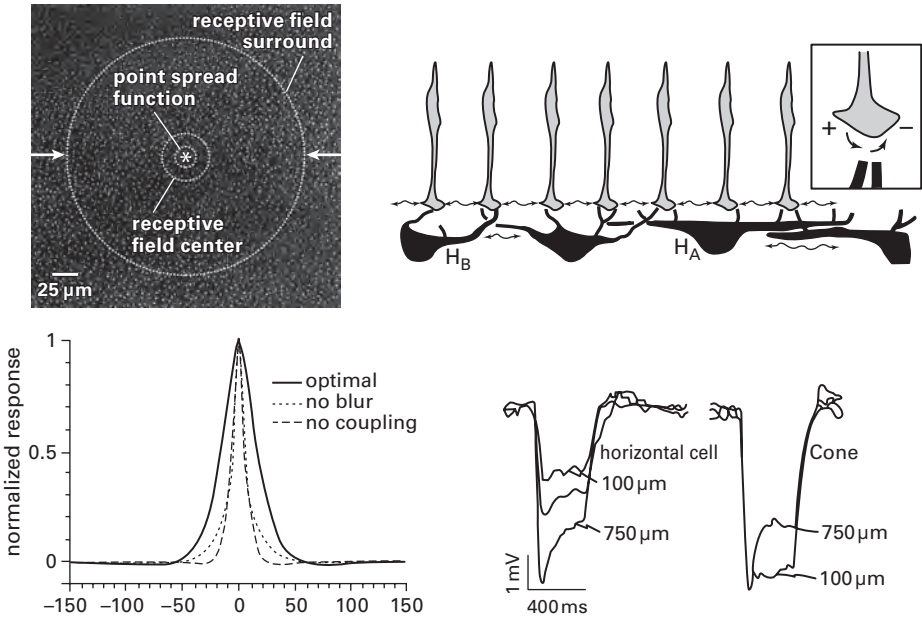 receptive field
surround
point spread
function
*
receptive
field center
25 µm
+
−
H_B
H_A
normalized response
1
0.5
0
−150
−100
−50
0
50
100
150
optimal
no blur
no coupling
horizontal cell
100 µm
750 µm
1 mV
400 ms
Cone
750 µm
100 µm